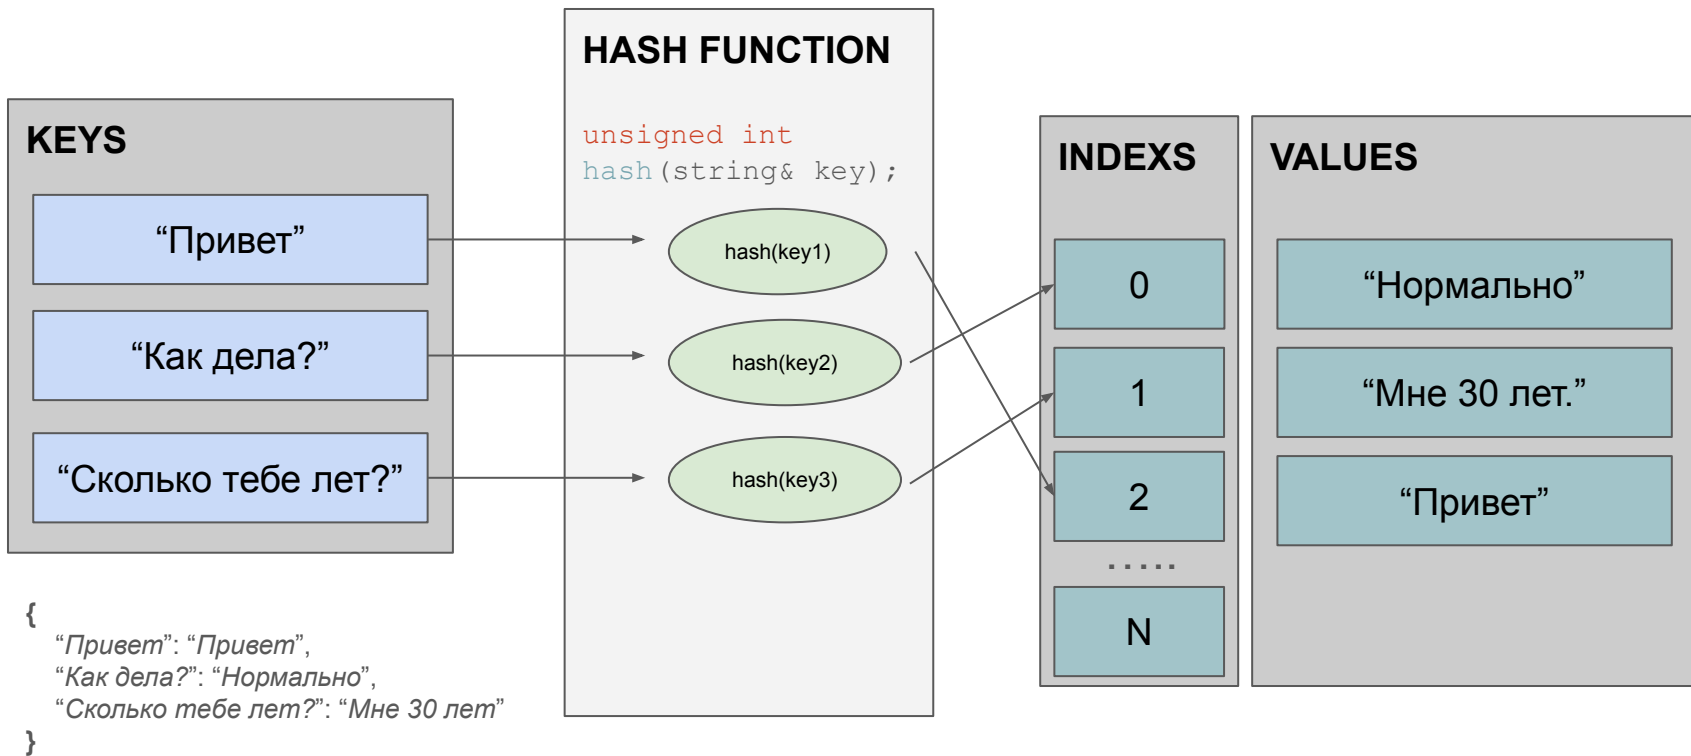 KEYS
“Привет”
“Как дела?”
“Сколько тебе лет?”
HASH FUNCTION
unsigned int
hash(string& key);
hash(key1)
hash(key2)
hash(key3)
INDEXS
0
1
2
.....
N
VALUES
“Нормально”
“Мне 30 лет.”
“Привет”
{
“Привет”: “Привет”,
“Как дела?”: “Нормально”,
“Сколько тебе лет?”: “Мне 30 лет”
}